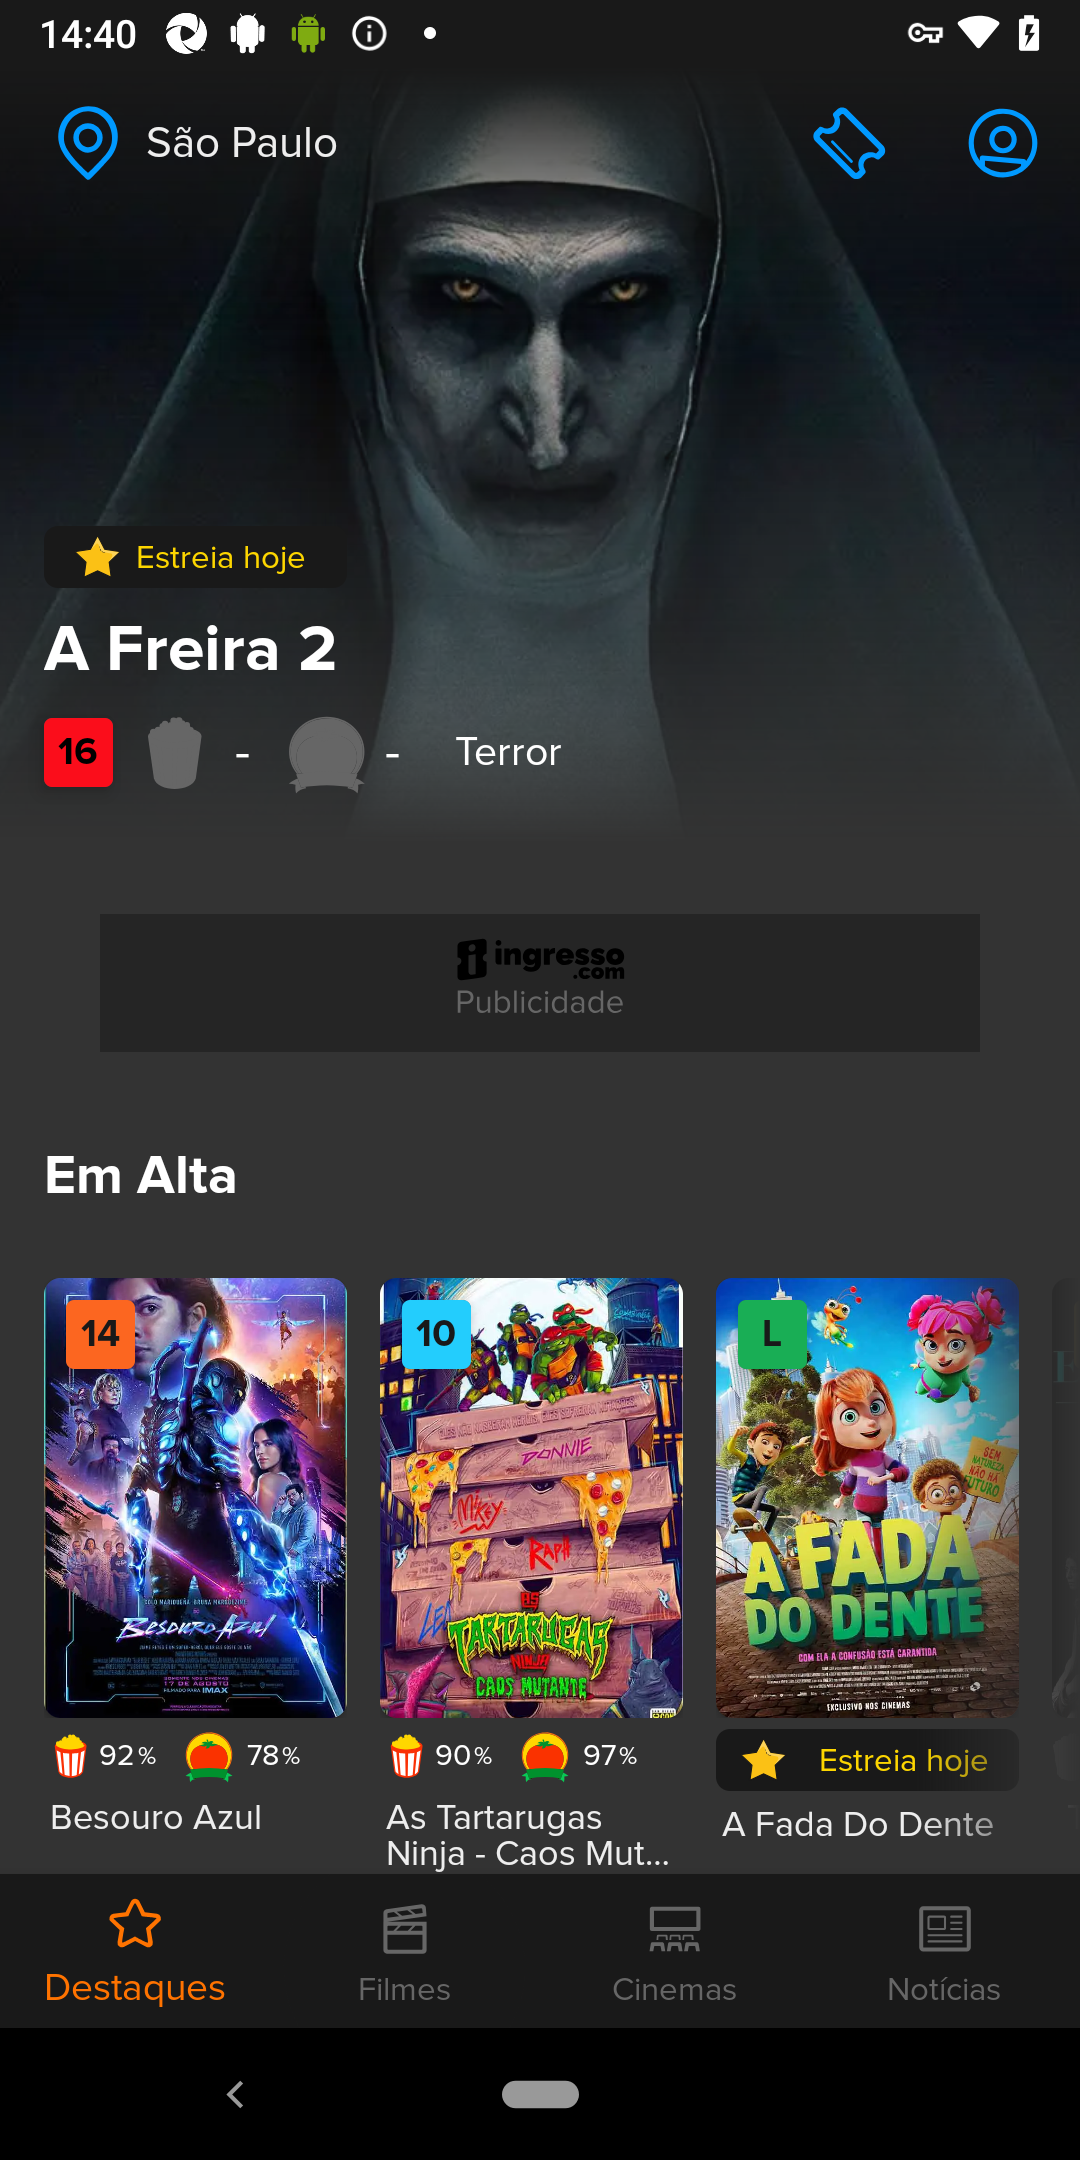 14:40
São Paulo
Estreia hoje
A Freira 2
16 - - Terror
ingresso
.com
Publicidade
Em Alta
14
BESOURO AZUL
17 DE AGOSTO
10
DONNIE
MIKEY
RAPH
AS
TARTARUGAS
NINJA
CAOS MUTANTE
L
SEM
NATUREZA
NÃO HÁ
FUTURO
A FADA
DO DENTE
COM ELA A CONFUSÃO ESTÁ GARANTIDA
EXCLUSIVO NOS CINEMAS
92% 78%
90% 97%
Estreia hoje
Besouro Azul
As Tartarugas
Ninja - Caos Mut...
A Fada Do Dente
Destaques
Filmes
Cinemas
Notícias